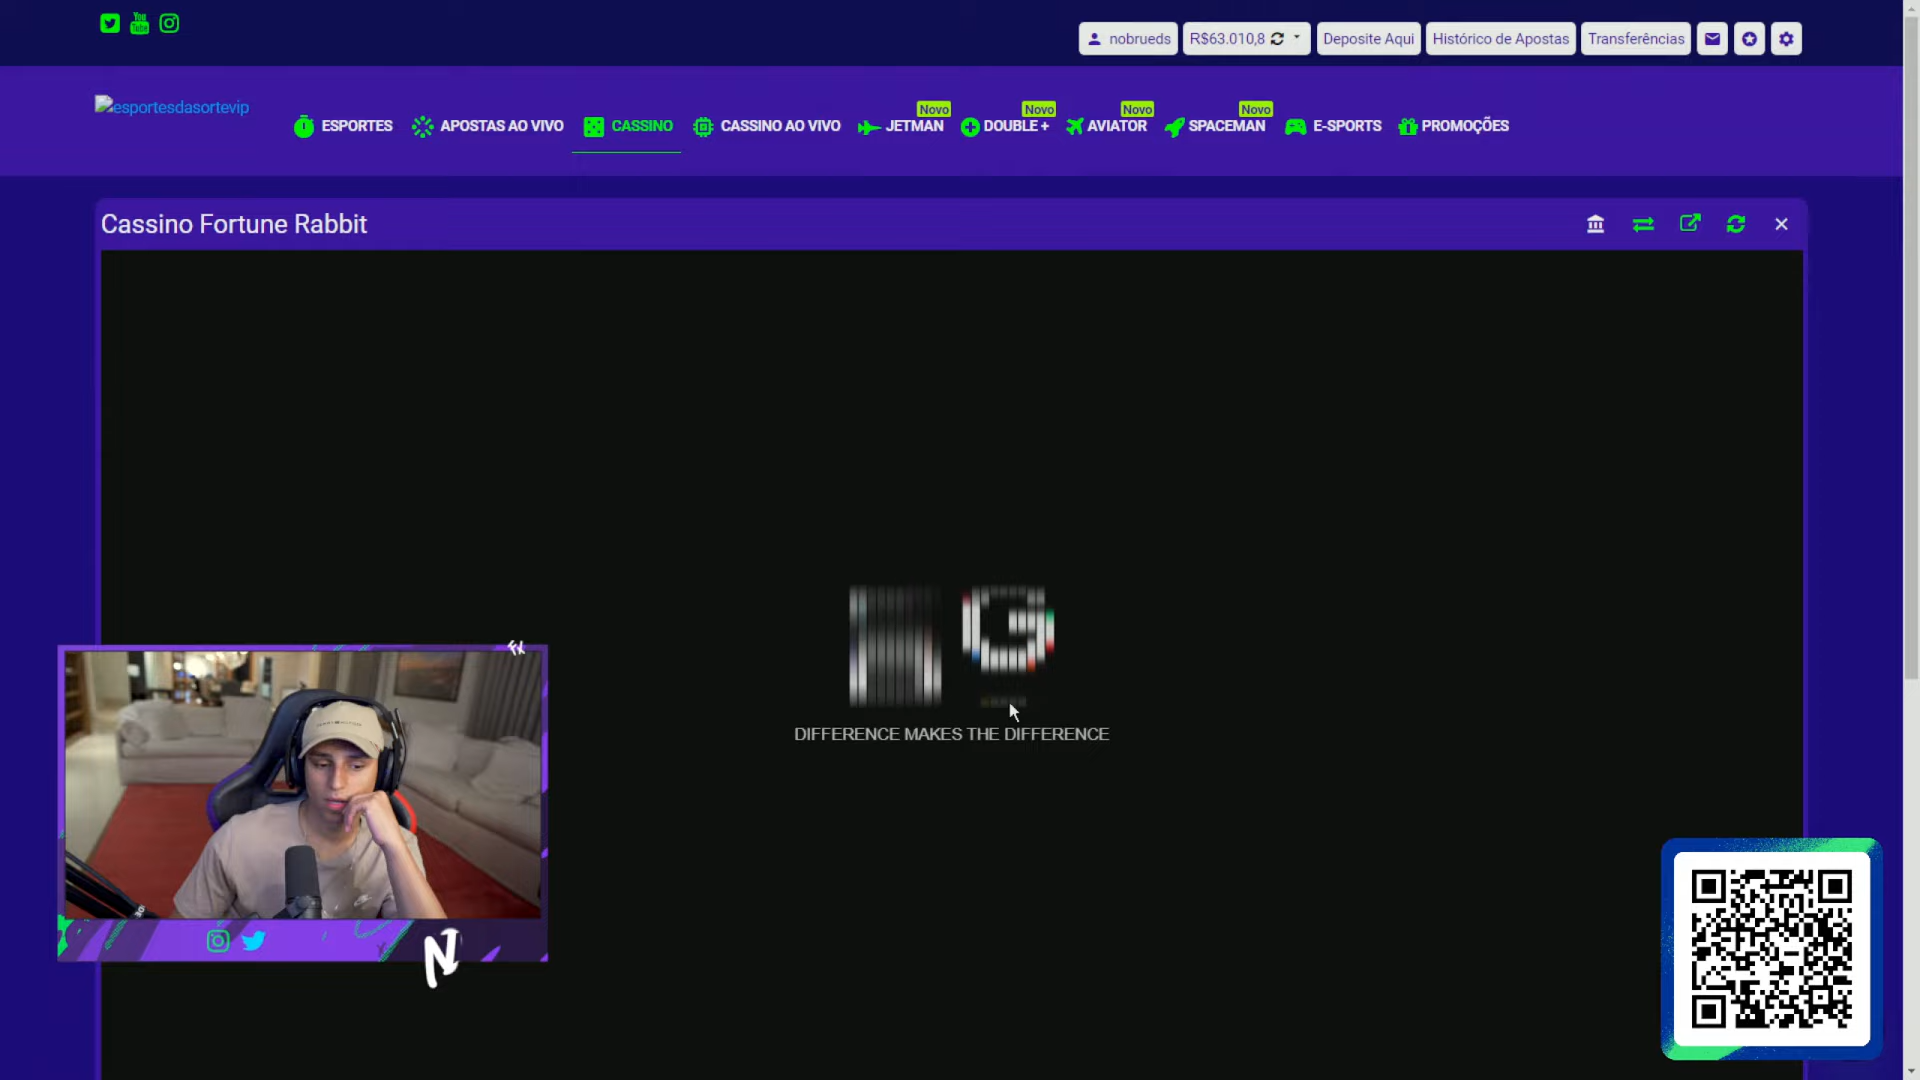 nobrueds
R$63.010,8
Deposite Aqui
Histórico de Apostas
Transferências
esportesdasortevip
ESPORTES
APOSTAS AO VIVO
CASSINO
CASSINO AO VIVO
Novo
JETMAN
Novo
DOUBLE +
Novo
AVIATOR
Novo
SPACEMAN
E-SPORTS
PROMOÇÕES
Cassino Fortune Rabbit
DIFFERENCE MAKES THE DIFFERENCE